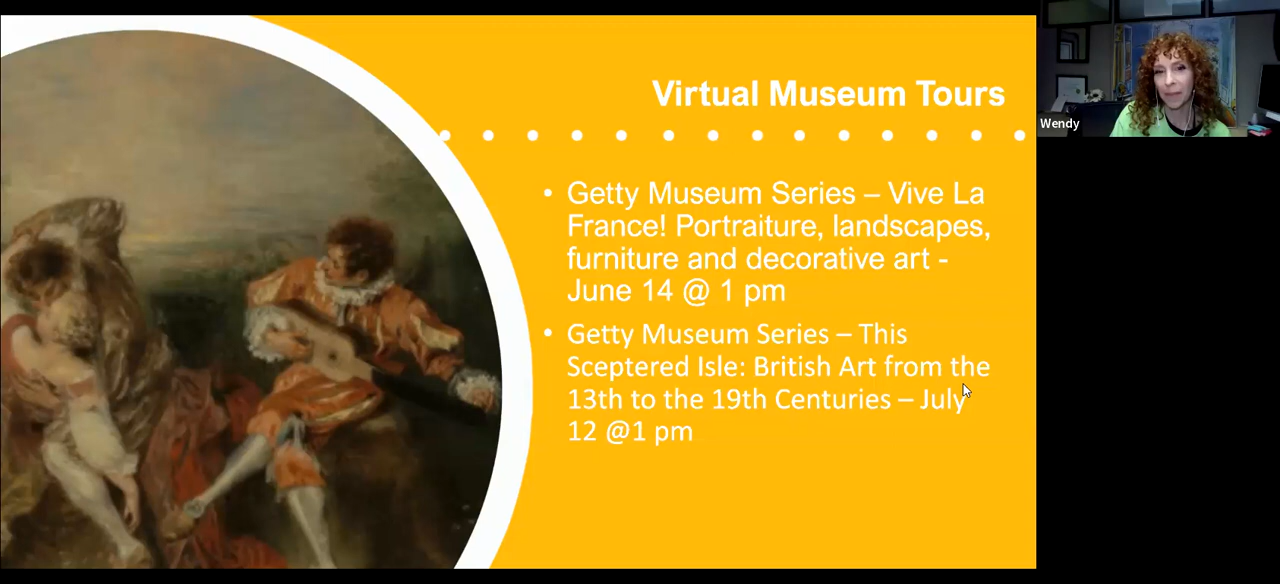 Virtual Museum Tours
Wendy
• Getty Museum Series – Vive La
France! Portraiture, landscapes,
furniture and decorative art -
June 14 @ 1 pm
• Getty Museum Series – This
Sceptered Isle: British Art from the
13th to the 19th Centuries – July
12 @1 pm